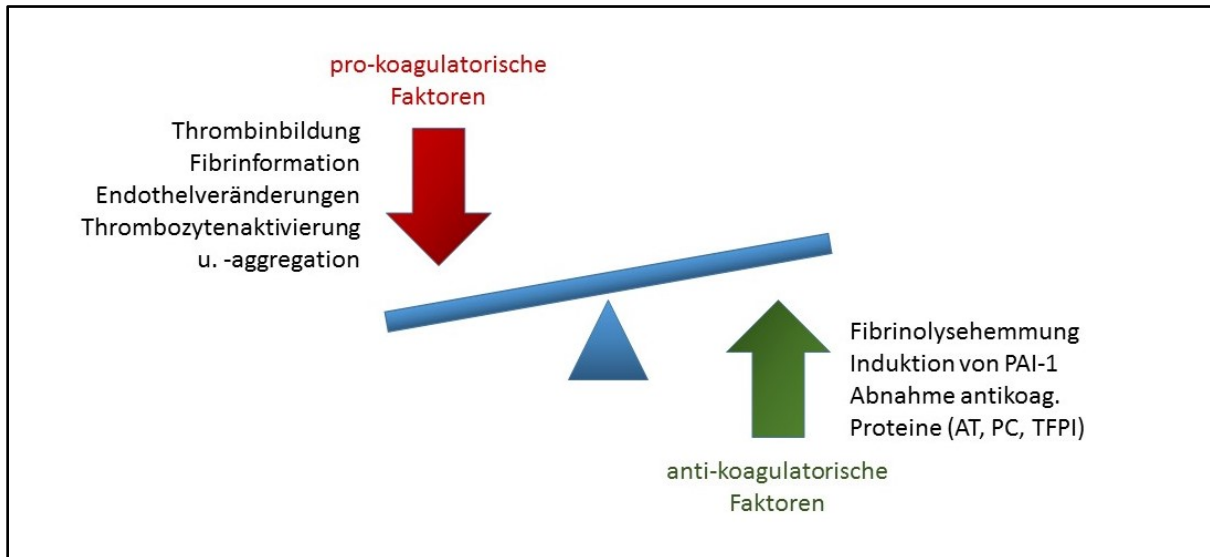 pro-koagulatorische
Faktoren
Thrombinbildung
Fibrinformation
Endothelveränderungen
Thrombozytenaktivierung
u. -aggregation
Fibrinolysehemmung
Induktion von PAI-1
Abnahme antikoag.
Proteine (AT, PC, TFPI)
anti-koagulatorische
Faktoren